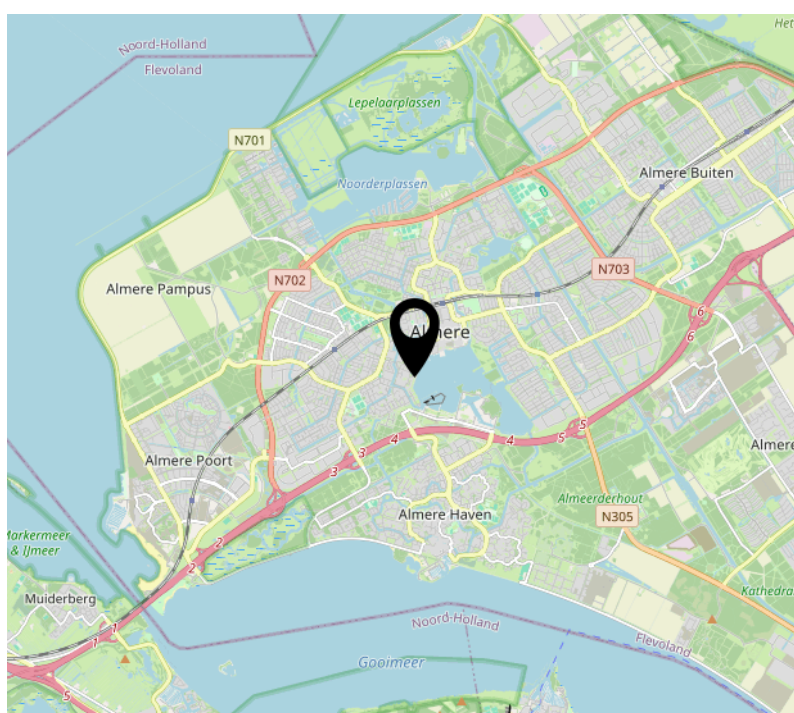 Het
Noord-Holland
Flevoland
Lepelaarplassen
N701
Almere Buiten
Noorderplassen
N703
N702
Almere Pampus
6
Almere
6
5
5
4
4
3
3
Almere
Almere Poort
Almeerderhout
Almere Haven
N305
Markermeer
& IJmeer
2
2
Kathedra
Muiderberg
Noord-Holland
1
1
Flevoland
Gooimeer
5